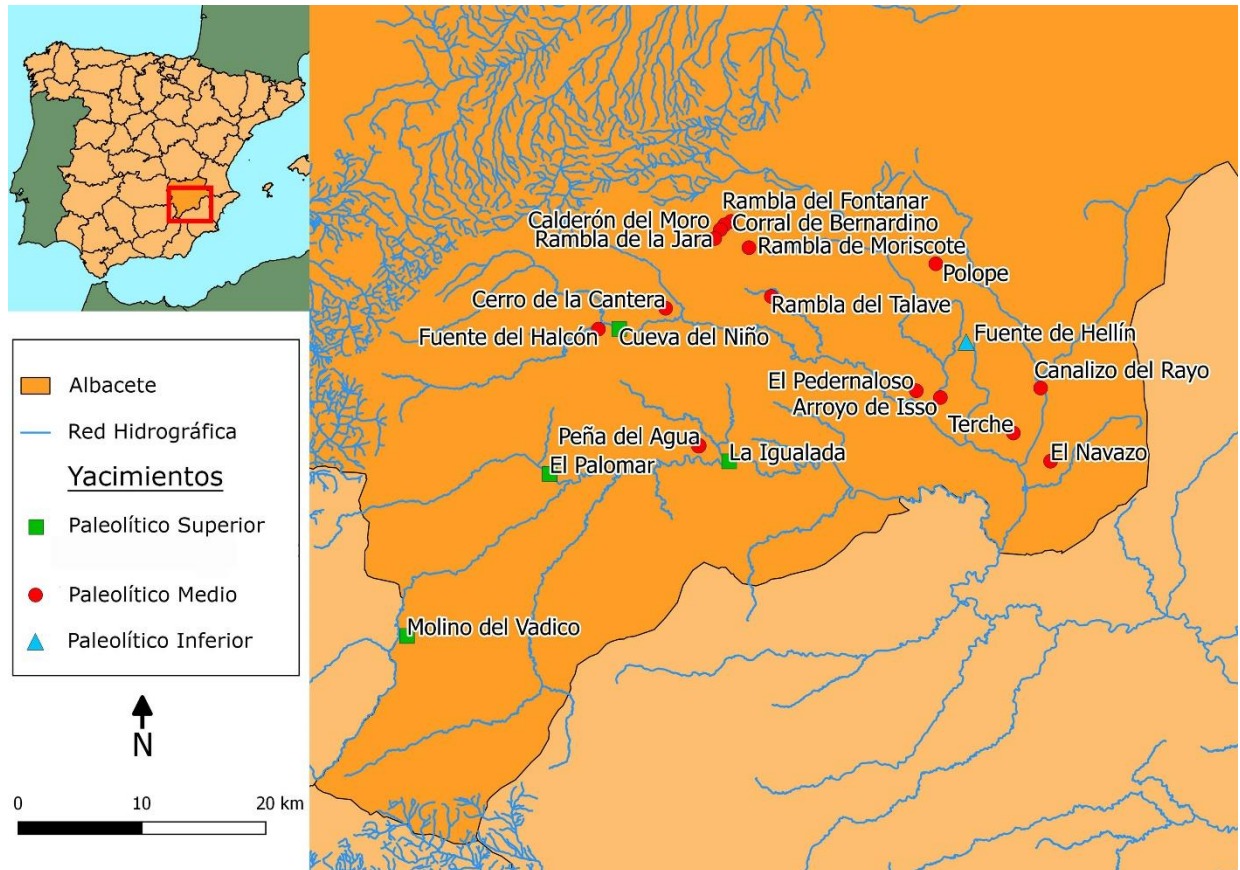 Albacete
Red Hidrográfica
Yacimientos
Paleolítico Superior
Paleolítico Medio
Paleolítico Inferior
N
0 10 20 km
Rambla del Fontanar
Calderón del Moro
Corral de Bernardino
Rambla de la Jara
Rambla de Moriscote
Polope
Cerro de la Cantera
Rambla del Talave
Fuente del Halcón
Cueva del Niño
Fuente de Hellín
El Pedernaloso
Canalizo del Rayo
Arroyo de Isso
Terche
Peña del Agua
La Igualada
El Navazo
El Palomar
Molino del Vadico